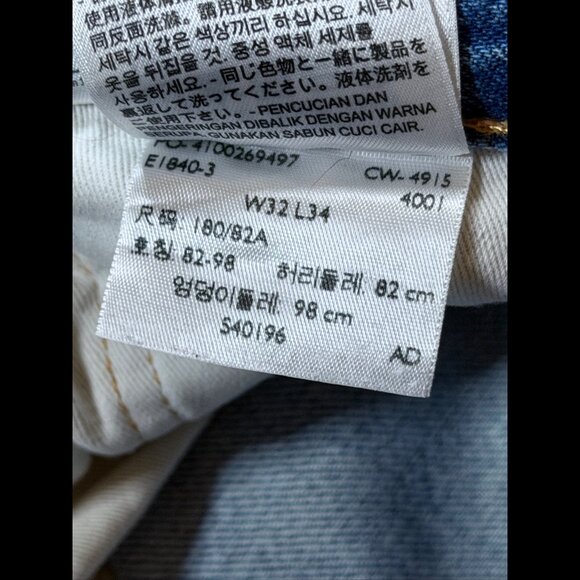 使用液体
同反面洗滌。請用液態洗衣
세탁시 같은 색상끼리 하십시오. 세탁시
옷을 뒤집을 것. 중성 액체 세제를
사용하세요. - 同じ色物と一緒に製品を
裏返して洗ってください。液体洗剤を
ご使用下さい。- PENCUCIAN DAN
PENGERINGAN DIBALIK DENGAN WARNA
GUNAKAN SABUN CUCI CAIR.
PO- 4100269497
E1840-3 CW- 4915
W32 L34 4001
尺码: 180/82A
호칭: 82-98 허리둘레: 82 cm
엉덩이둘레: 98 cm
S40196 AD